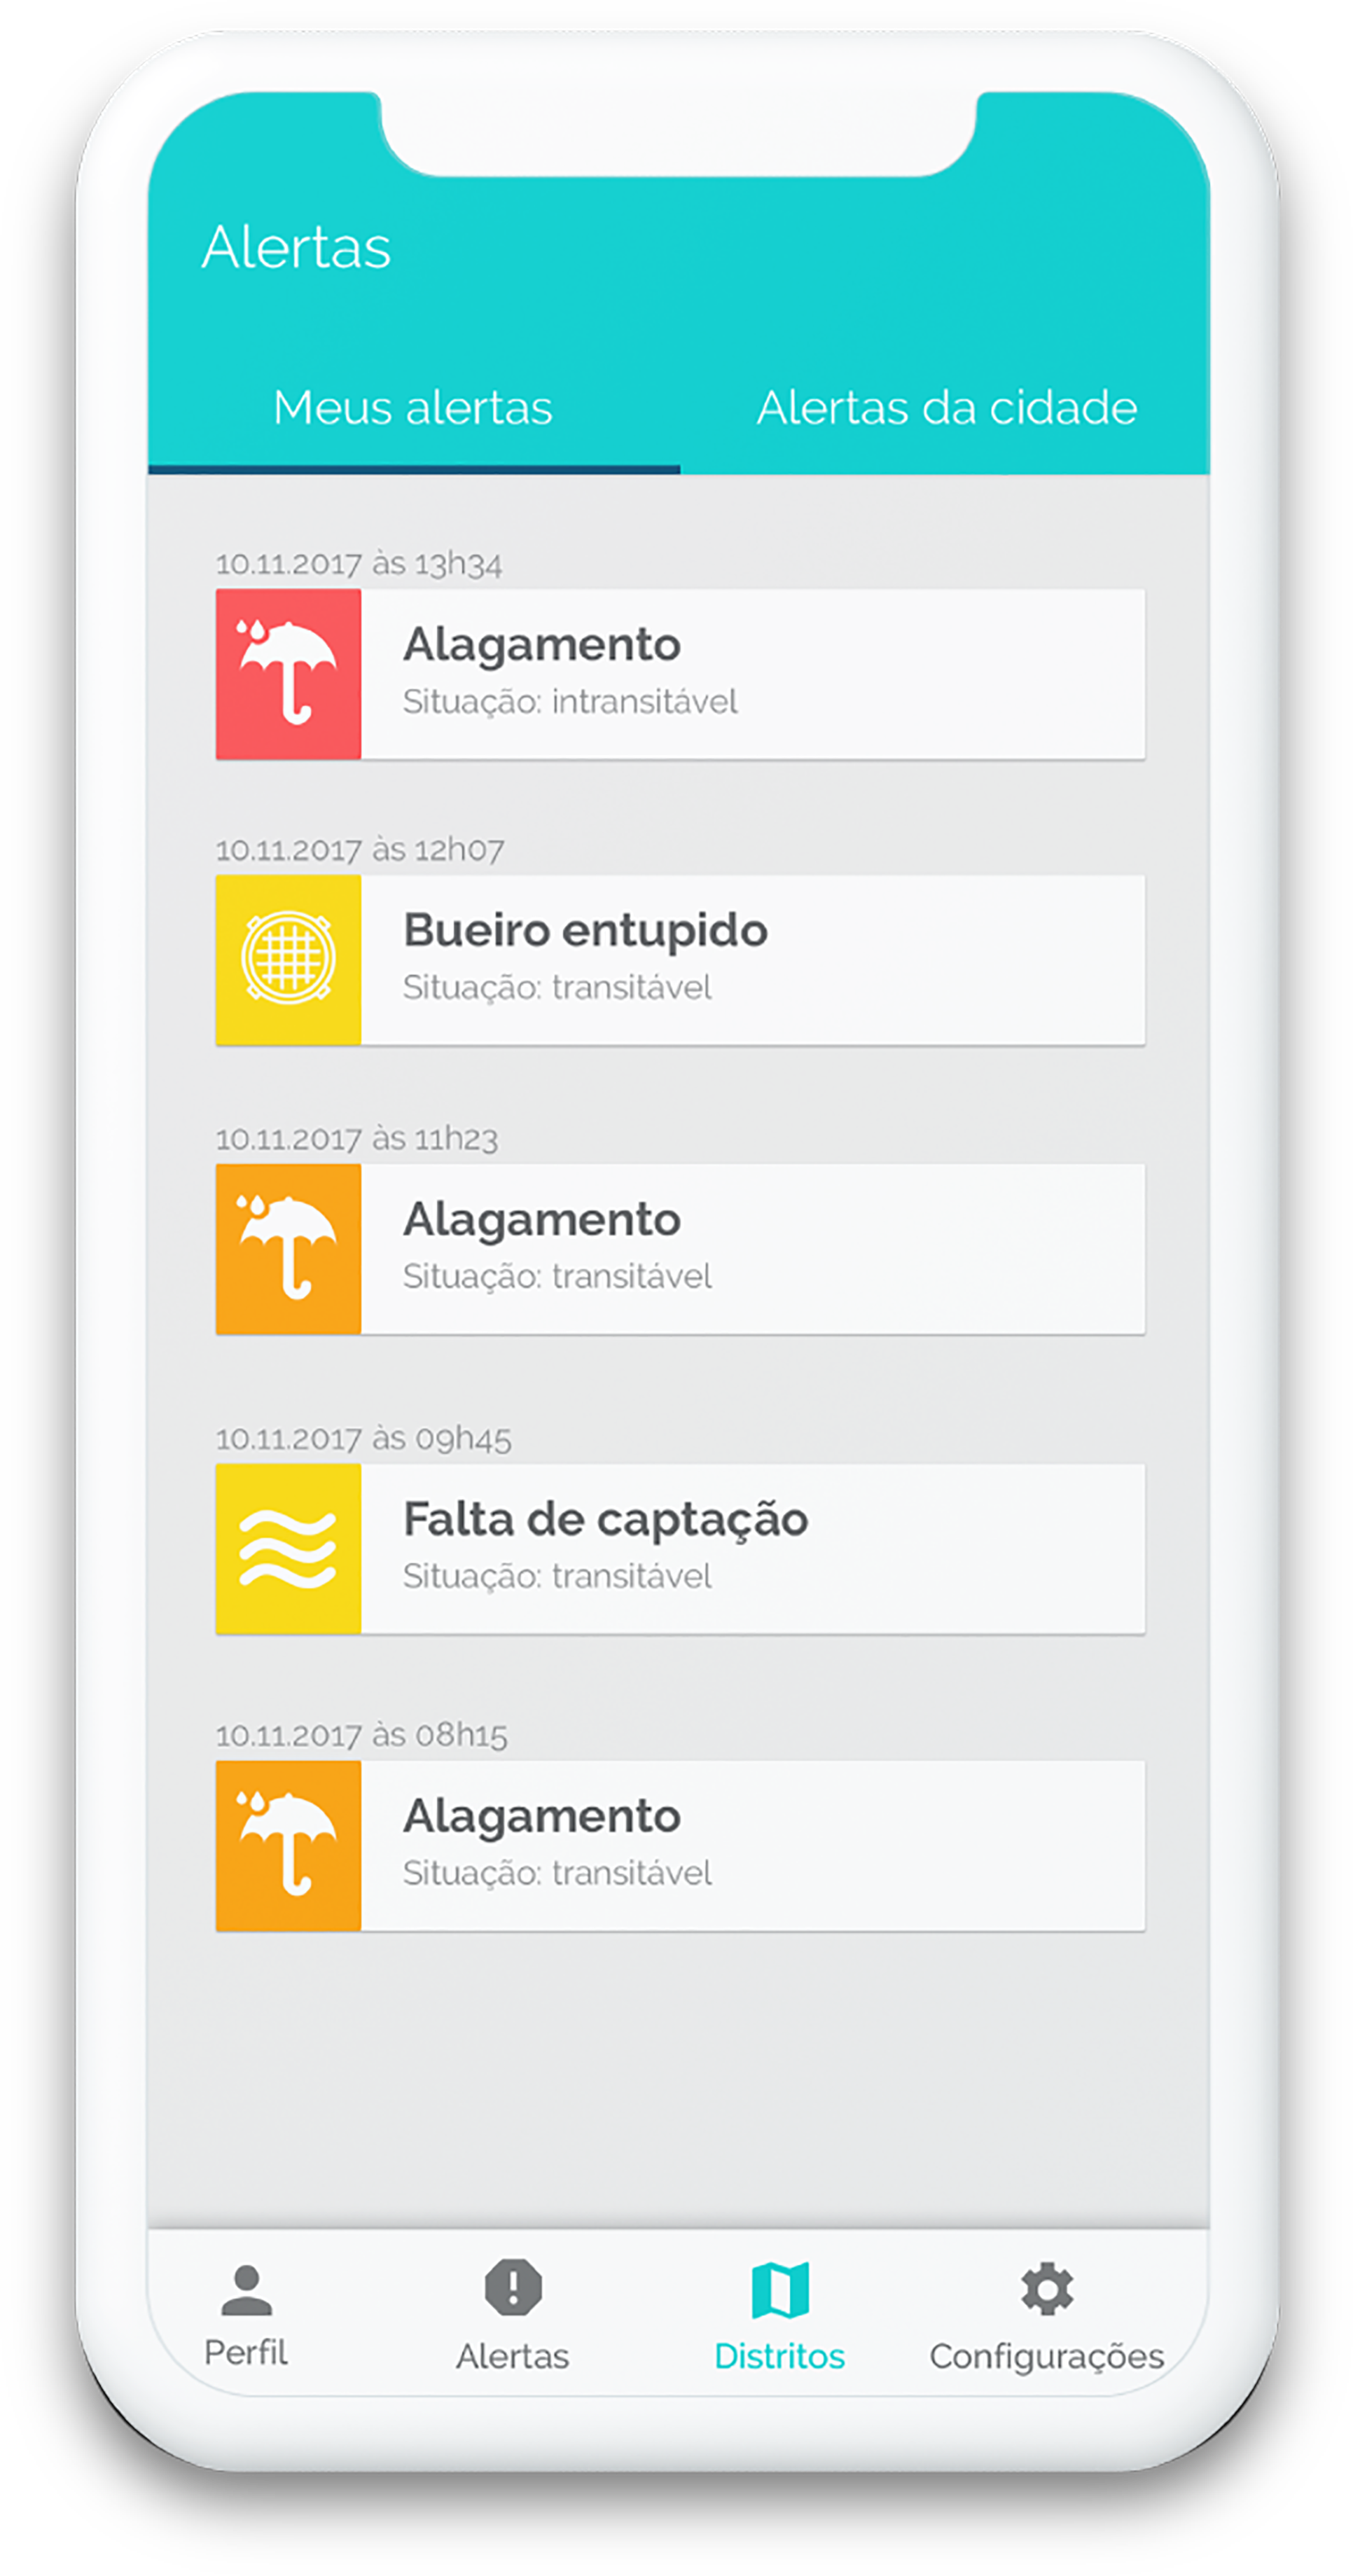 Alertas
Meus alertas
Alertas da cidade
10.11.2017 às 13h34
Alagamento
Situação: intransitável
10.11.2017 às 12h07
Bueiro entupido
Situação: transitável
10.11.2017 às 11h23
Alagamento
Situação: transitável
10.11.2017 às 09h45
Falta de captação
Situação: transitável
10.11.2017 às 08h15
Alagamento
Situação: transitável
Perfil
Alertas
Distritos
Configurações